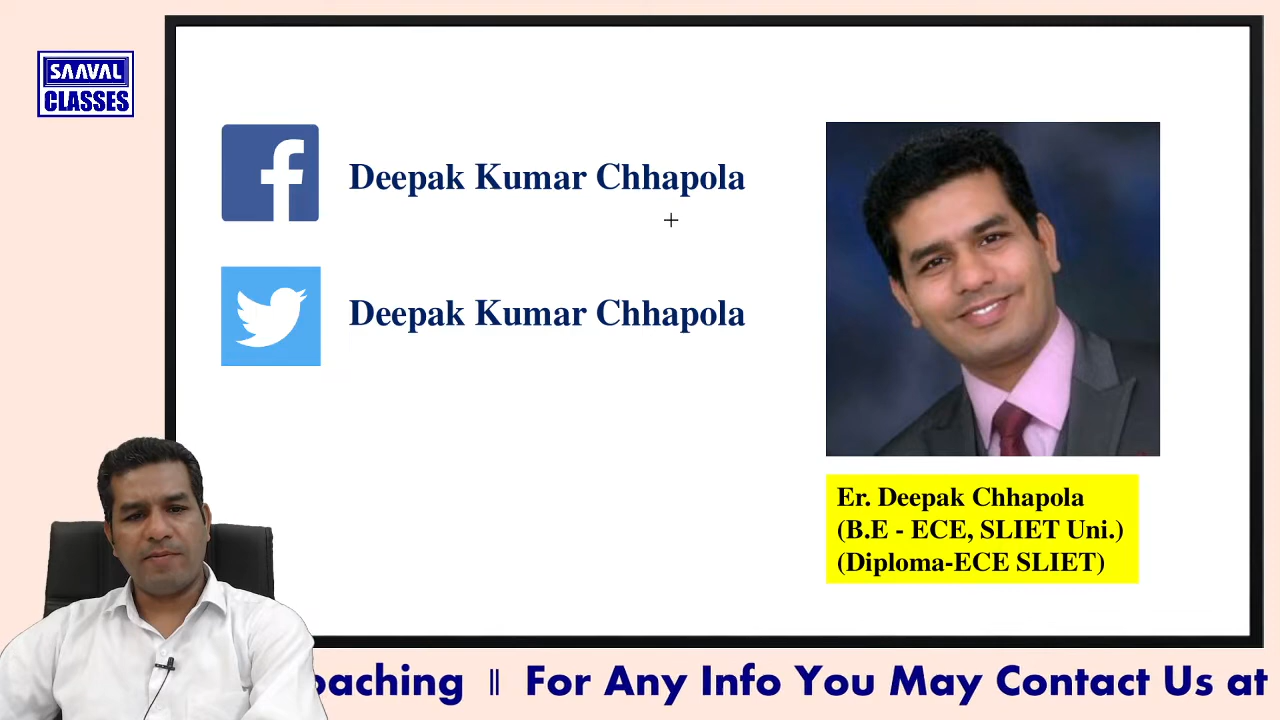 SAAVAL
CLASSES
Deepak Kumar Chhapola
Deepak Kumar Chhapola
Er. Deepak Chhapola
(B.E - ECE, SLIET Uni.)
(Diploma-ECE SLIET)
oaching || For Any Info You May Contact Us at